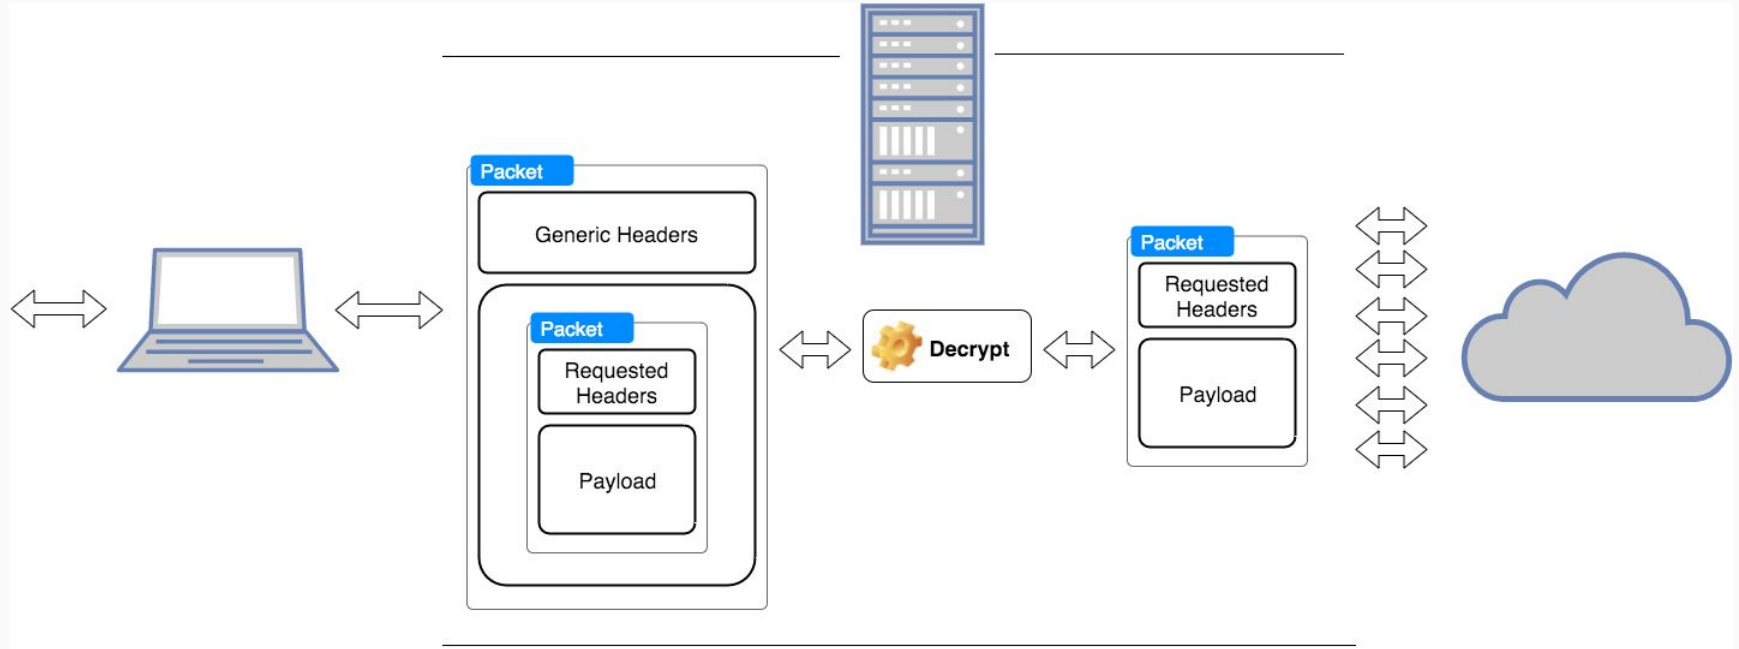 Packet
Generic Headers
Packet
Requested
Headers
Payload
Decrypt
Packet
Requested
Headers
Payload